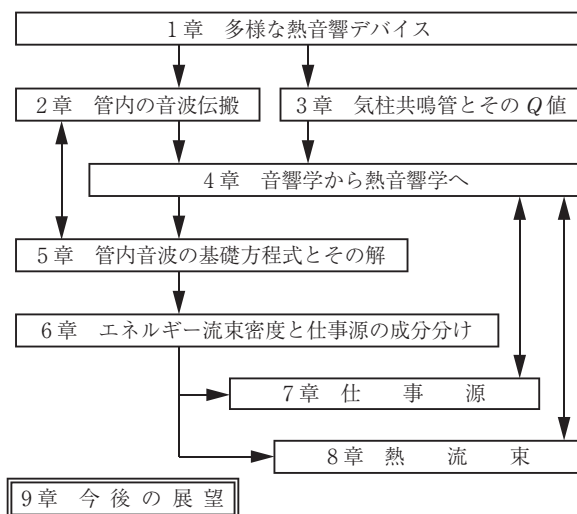 1章 多様な熱音響デバイス
2章 管内の音波伝搬
3章 気柱共鳴管とそのQ値
4章 音響学から熱音響学へ
5章 管内音波の基礎方程式とその解
6章 エネルギー流束密度と仕事源の成分分け
7章 仕事源
8章 熱流束
9章 今後の展望